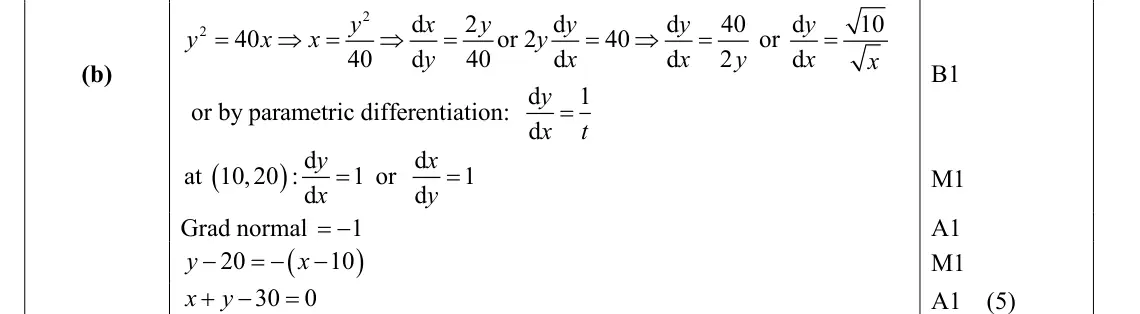 y² = 40x ⇒ x = y²/40 ⇒ dx/dy = 2y/40 or 2y dy/dx = 40 ⇒ dy/dx = 40/2y or dy/dx = √10/√x
(b) B1
or by parametric differentiation: dy/dx = 1/t
at (10,20): dy/dx = 1 or dx/dy = 1 M1
Grad normal = −1 A1
y − 20 = −(x − 10) M1
x + y − 30 = 0 A1 (5)